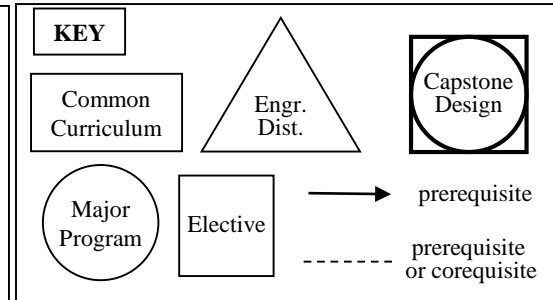 KEY
Common
Curriculum
Engr.
Dist.
Capstone
Design
Major
Program
Elective
prerequisite
prerequisite
or corequisite